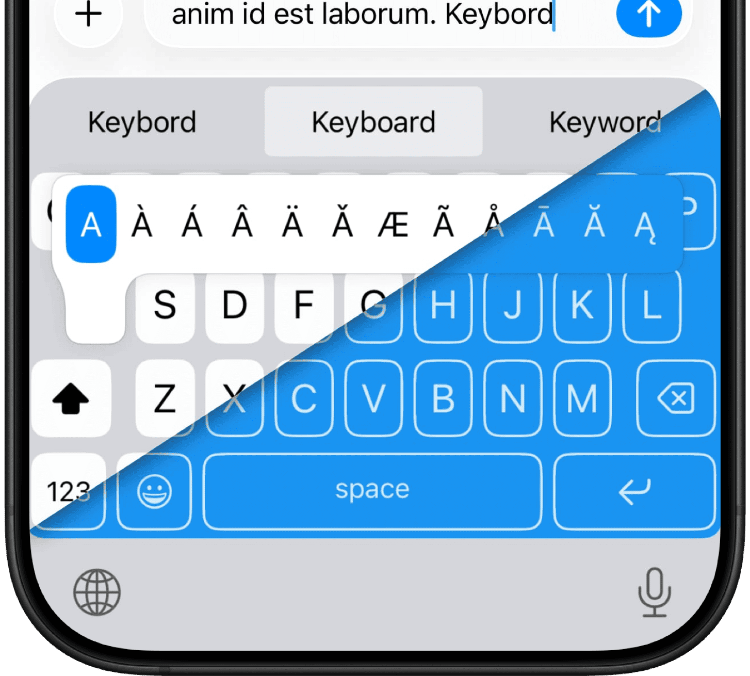 anim id est laborum. Keybord
Keybord Keyboard Keyword
P
A À Á Â Ä Ǎ Æ Ã Å Ā Ă Ą
S D F G H J K L
Z X C V B N M
123 space